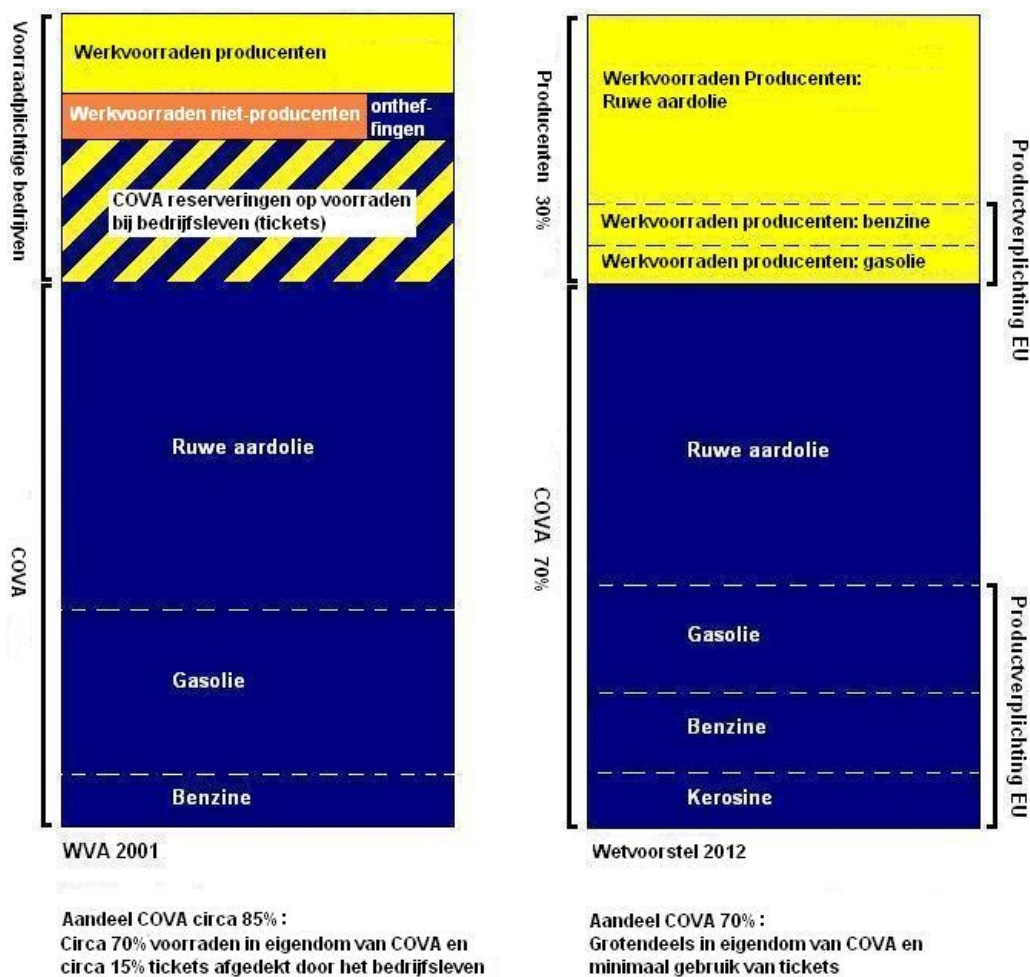 Voorraadplichtige bedrijven
Werkvoorraden producenten
Werkvoorraden niet-producenten
onthef-
fingen
COVA reserveringen op voorraden
bij bedrijfsleven (tickets)
COVA
Ruwe aardolie
Gasolie
Benzine
WVA 2001
Aandeel COVA circa 85%:
Circa 70% voorraden in eigendom van COVA en
circa 15% tickets afgedekt door het bedrijfsleven
Producenten 30%
Werkvoorraden Producenten:
Ruwe aardolie
Werkvoorraden producenten: benzine
Werkvoorraden producenten: gasolie
Productverplichting EU
COVA 70%
Ruwe aardolie
Gasolie
Benzine
Kerosine
Productverplichting EU
Wetvoorstel 2012
Aandeel COVA 70%:
Grotendeels in eigendom van COVA en
minimaal gebruik van tickets